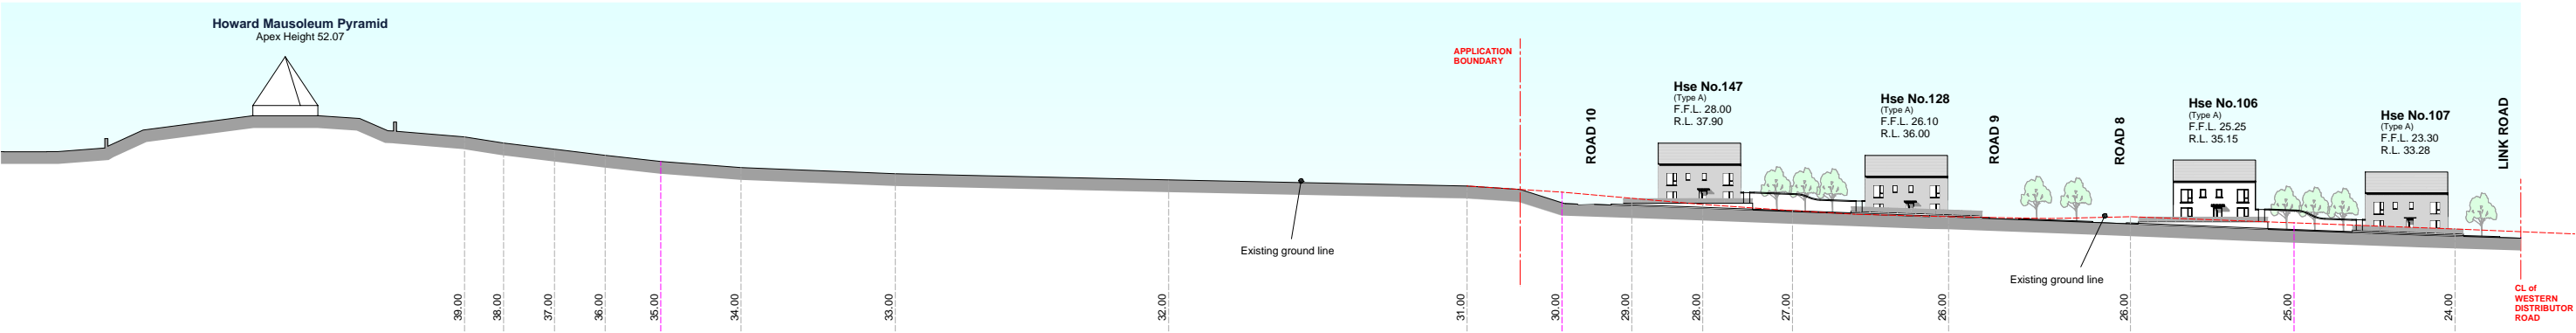 Howard Mausoleum Pyramid
Apex Height 52.07
APPLICATION
BOUNDARY
ROAD 10
Hse No.147
(Type A)
F.F.L. 28.00
R.L. 37.90
Hse No.128
(Type A)
F.F.L. 26.10
R.L. 36.00
ROAD 9
ROAD 8
Hse No.106
(Type A)
F.F.L. 25.25
R.L. 35.15
Hse No.107
(Type A)
F.F.L. 23.30
R.L. 33.28
LINK ROAD
Existing ground line
Existing ground line
39.00
38.00
37.00
36.00
35.00
34.00
33.00
32.00
31.00
30.00
29.00
28.00
27.00
26.00
26.00
25.00
24.00
CL of
WESTERN
DISTRIBUTOR
ROAD